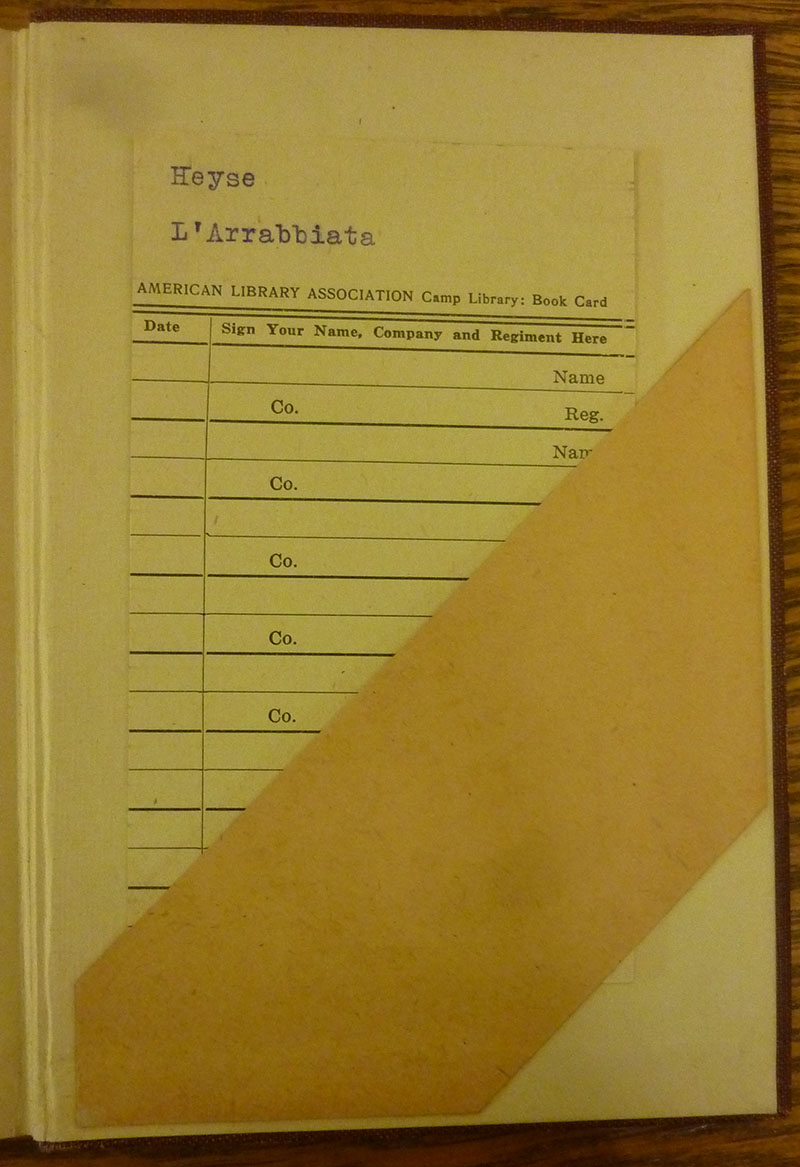 Heyse
L'Arrabbiata
AMERICAN LIBRARY ASSOCIATION Camp Library: Book Card
Date Sign Your Name, Company and Regiment Here
Name
Co. Reg.
Nam
Co.
Co.
Co.
Co.